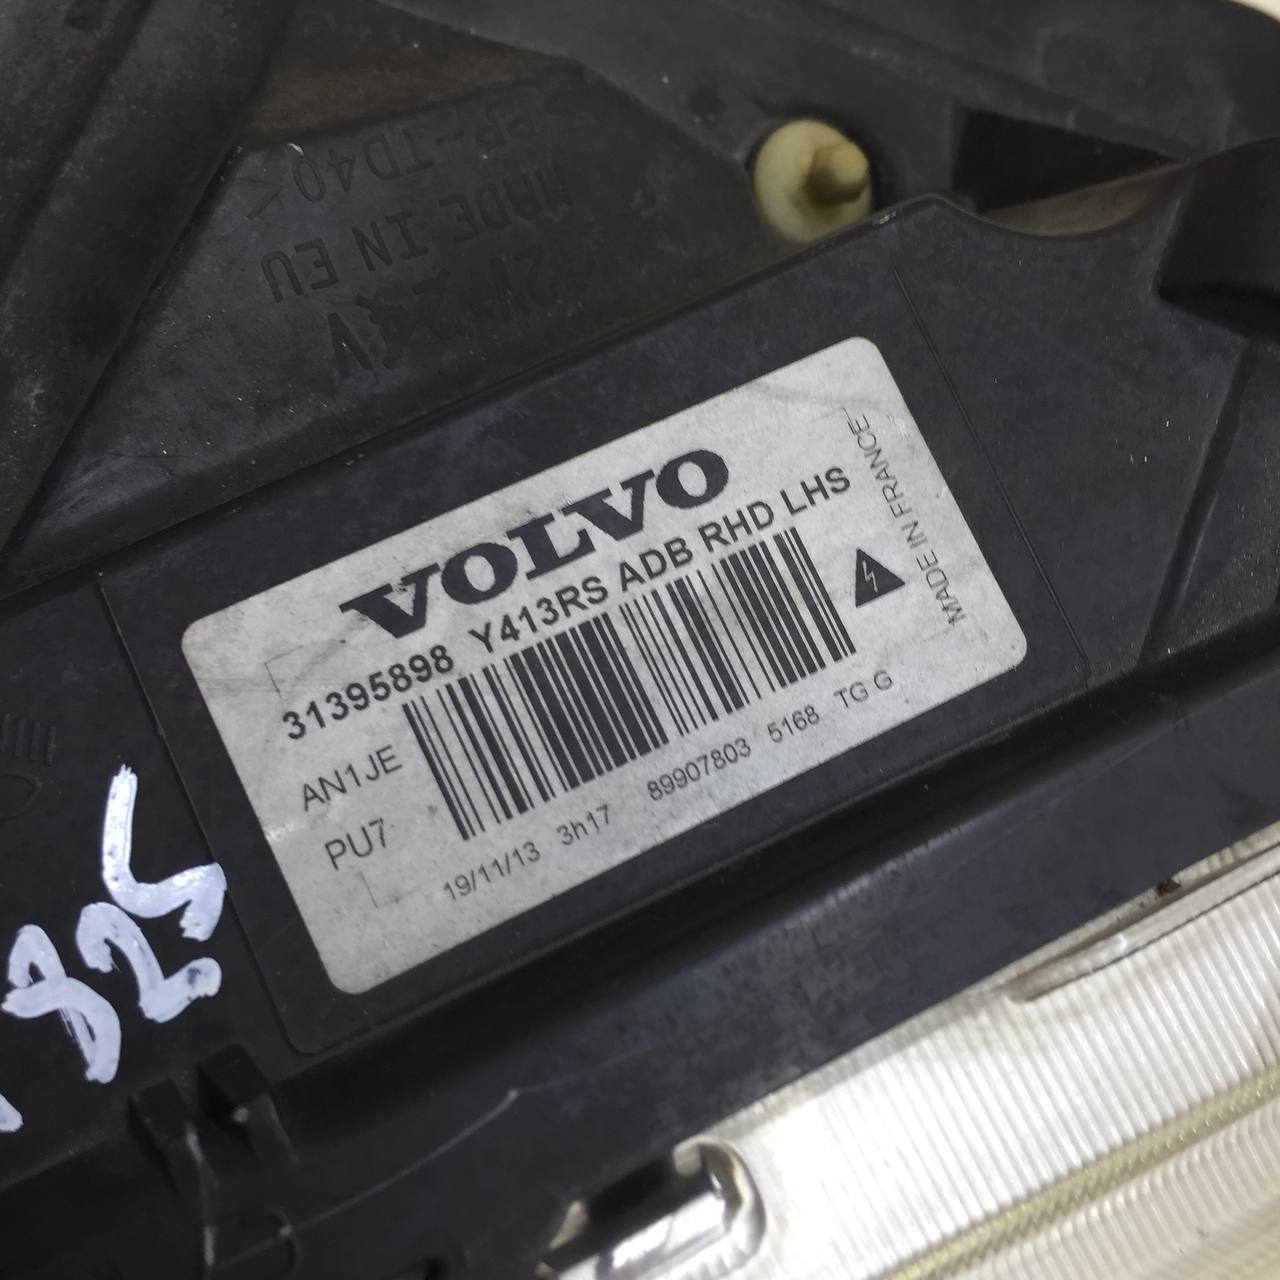 MADE IN EU
VOLVO
31395898 Y413RS ADB RHD LHS
AN1JE
PU7
19/11/13 3h17 89907803 5168 TG G
MADE IN FRANCE